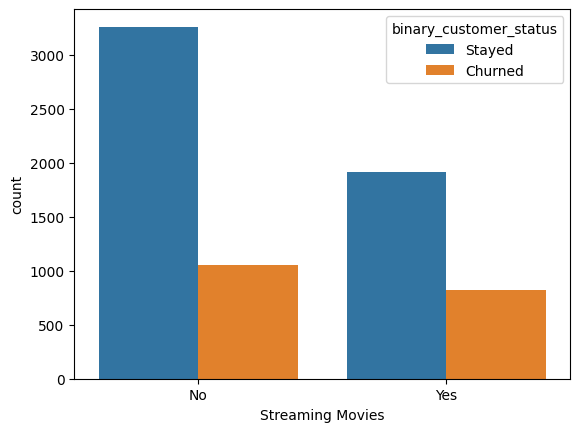 binary_customer_status
Stayed
Churned
3000
2500
2000
1500
1000
500
0
count
No
Yes
Streaming Movies